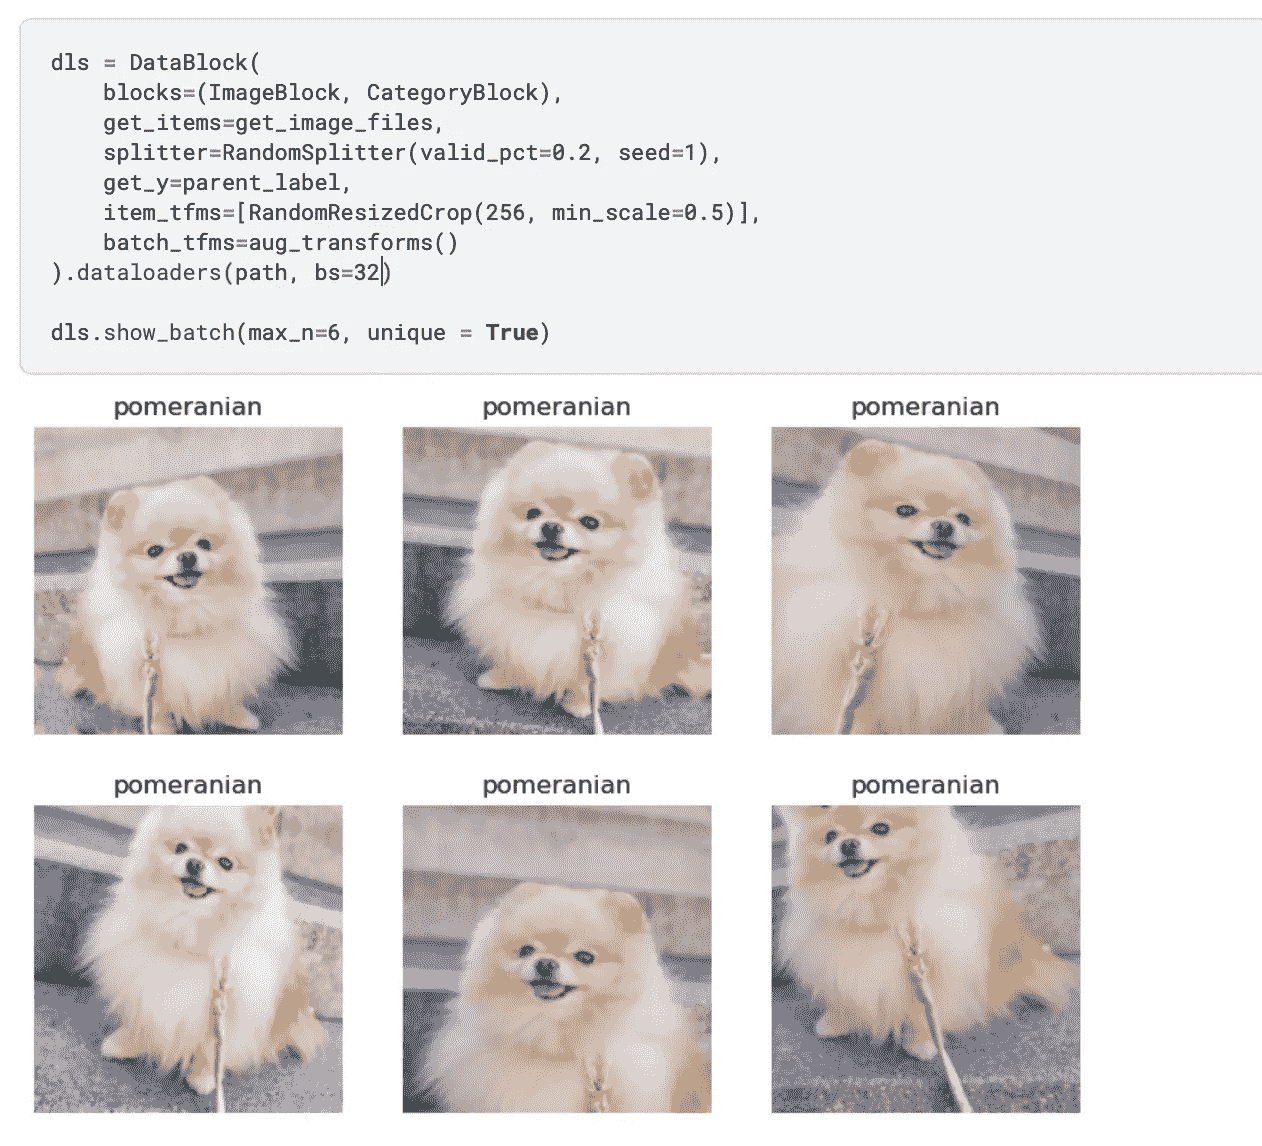 dls = DataBlock(
    blocks=(ImageBlock, CategoryBlock),
    get_items=get_image_files,
    splitter=RandomSplitter(valid_pct=0.2, seed=1),
    get_y=parent_label,
    item_tfms=[RandomResizedCrop(256, min_scale=0.5)],
    batch_tfms=aug_transforms()
).dataloaders(path, bs=32)
dls.show_batch(max_n=6, unique = True)
pomeranian pomeranian pomeranian
pomeranian pomeranian pomeranian